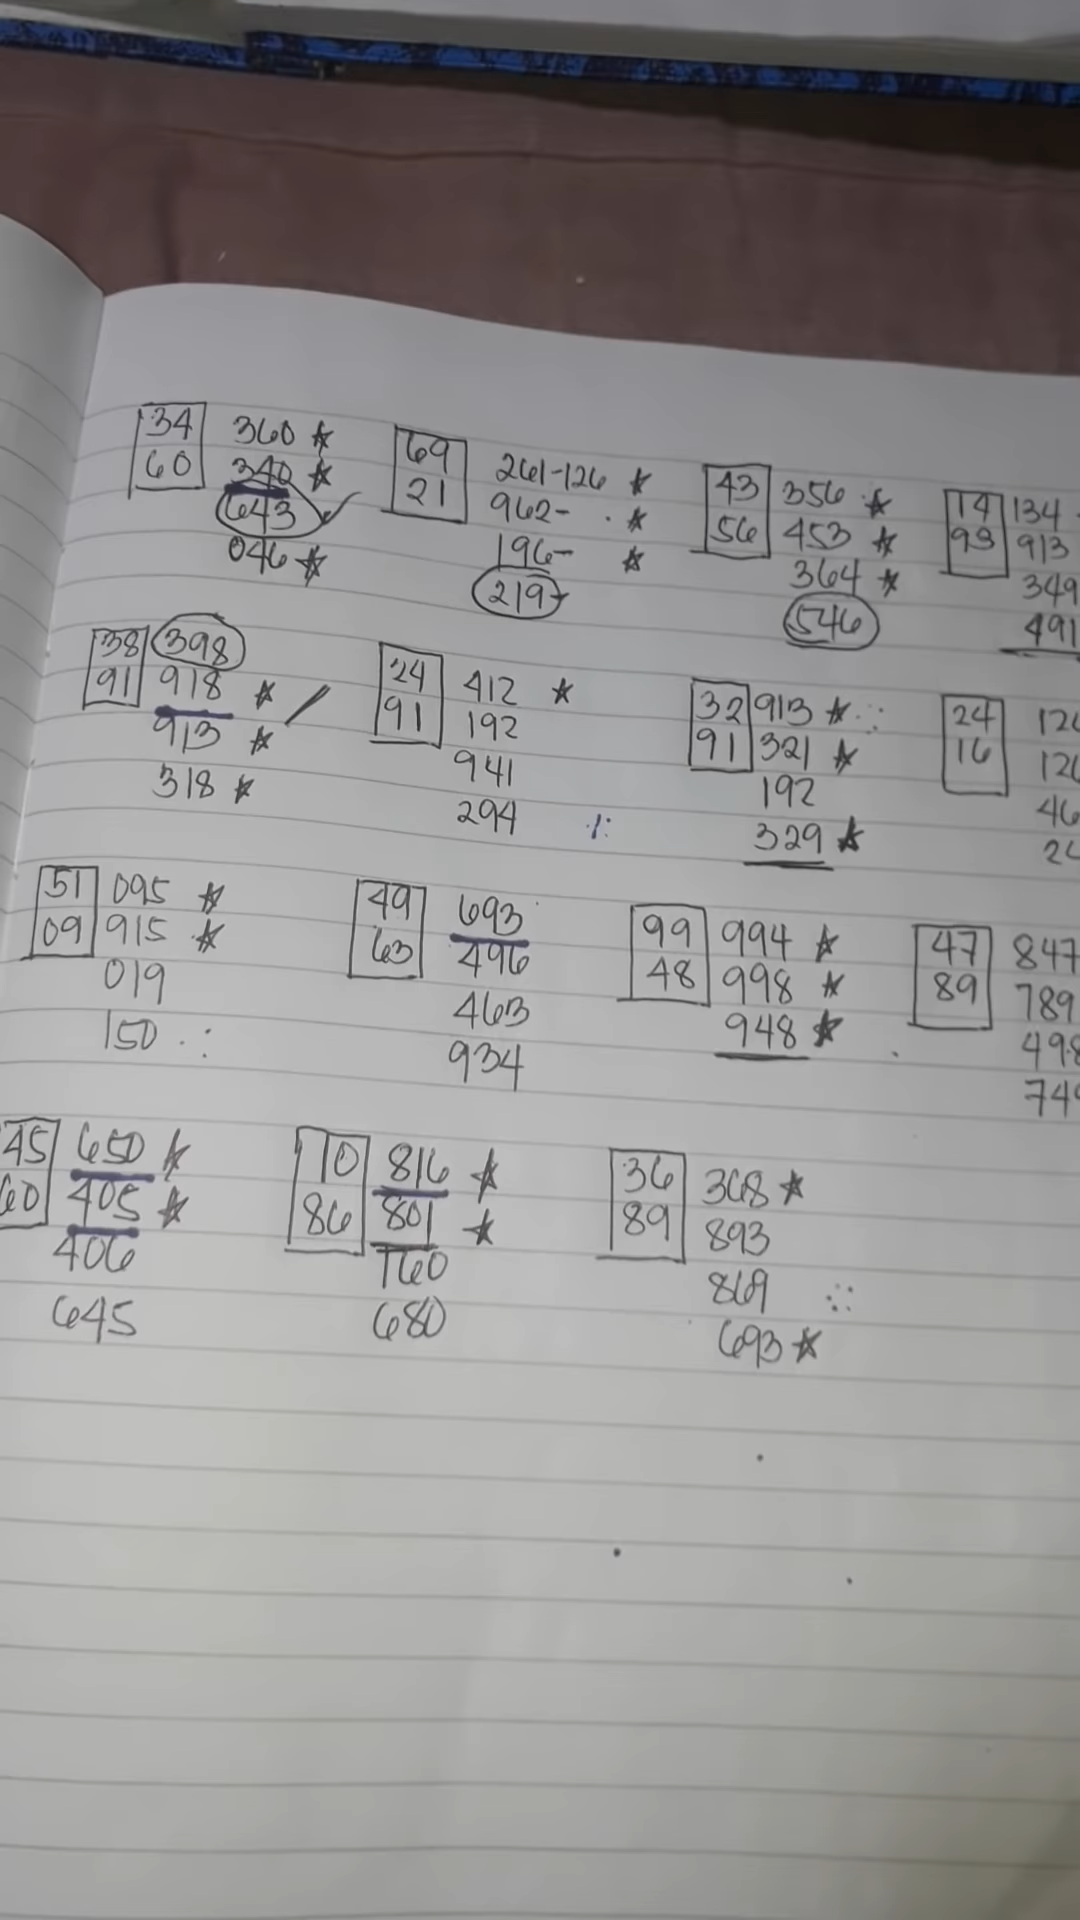 34 360 ★
60 340 ★
643 ✓
046 ★
69 261-126 ★
21 962- ★
196- ★
219-
43 356 ★
56 453 ★
364 ★
546
14 134
93 913
349
491
38 398
91 918 ★ /
913 ★
318 ★
24 412 ★
91 192
941
294
32 913 ★
91 321 ★
192
329 ★
24
16
51 095 ★
09 915 ★
019
150
49 693
63 496
463
934
99 994 ★
48 998 ★
948 ★
47 847
89 789
498
45 650 ★
60 405 ★
406
645
10 816 ★
86 801 ★
160
680
36 368 ★
89 893
869
693 ★